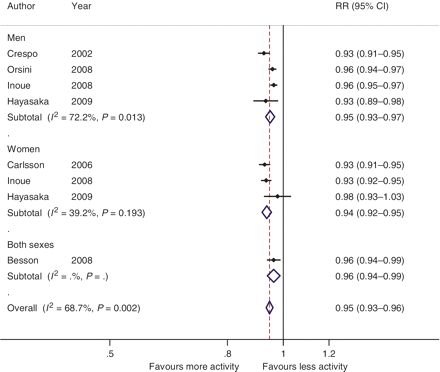 Author Year RR (95% CI)
Men
Crespo 2002 0.93 (0.91–0.95)
Orsini 2008 0.96 (0.94–0.97)
Inoue 2008 0.96 (0.95–0.97)
Hayasaka 2009 0.93 (0.89–0.98)
Subtotal (I² = 72.2%, P = 0.013) 0.95 (0.93–0.97)
.
Women
Carlsson 2006 0.93 (0.91–0.95)
Inoue 2008 0.93 (0.92–0.95)
Hayasaka 2009 0.98 (0.93–1.03)
Subtotal (I² = 39.2%, P = 0.193) 0.94 (0.92–0.95)
.
Both sexes
Besson 2008 0.96 (0.94–0.99)
Subtotal (I² = .%, P = .) 0.96 (0.94–0.99)
.
Overall (I² = 68.7%, P = 0.002) 0.95 (0.93–0.96)
.5 .8 1 1.2
Favours more activity Favours less activity